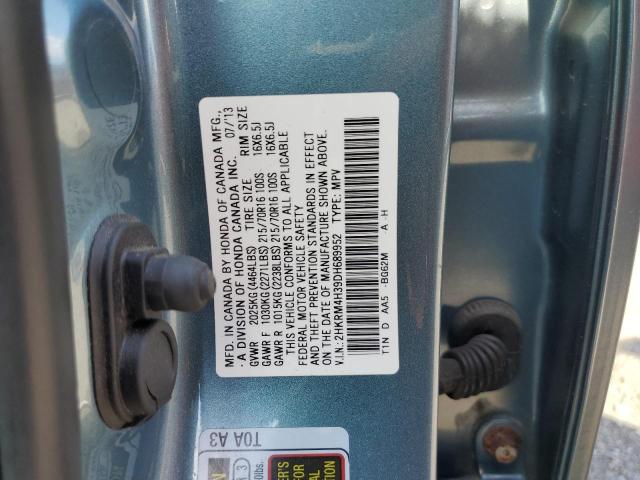 MFD. IN CANADA BY HONDA OF CANADA MFG.,
A DIVISION OF HONDA CANADA INC. 07/'13
GVWR 2025KG(4464LBS) TIRE SIZE RIM SIZE
GAWR F 1030KG(2271LBS) 215/70R16 100S 16X6.5J
GAWR R 1015KG(2238LBS) 215/70R16 100S 16X6.5J
THIS VEHICLE CONFORMS TO ALL APPLICABLE
FEDERAL MOTOR VEHICLE SAFETY
AND THEFT PREVENTION STANDARDS IN EFFECT
ON THE DATE OF MANUFACTURE SHOWN ABOVE.
V.I.N.: 2HKRM4H39DH689952 TYPE: MPV
T1N D AA5 -BG62M A -H
T0A A3